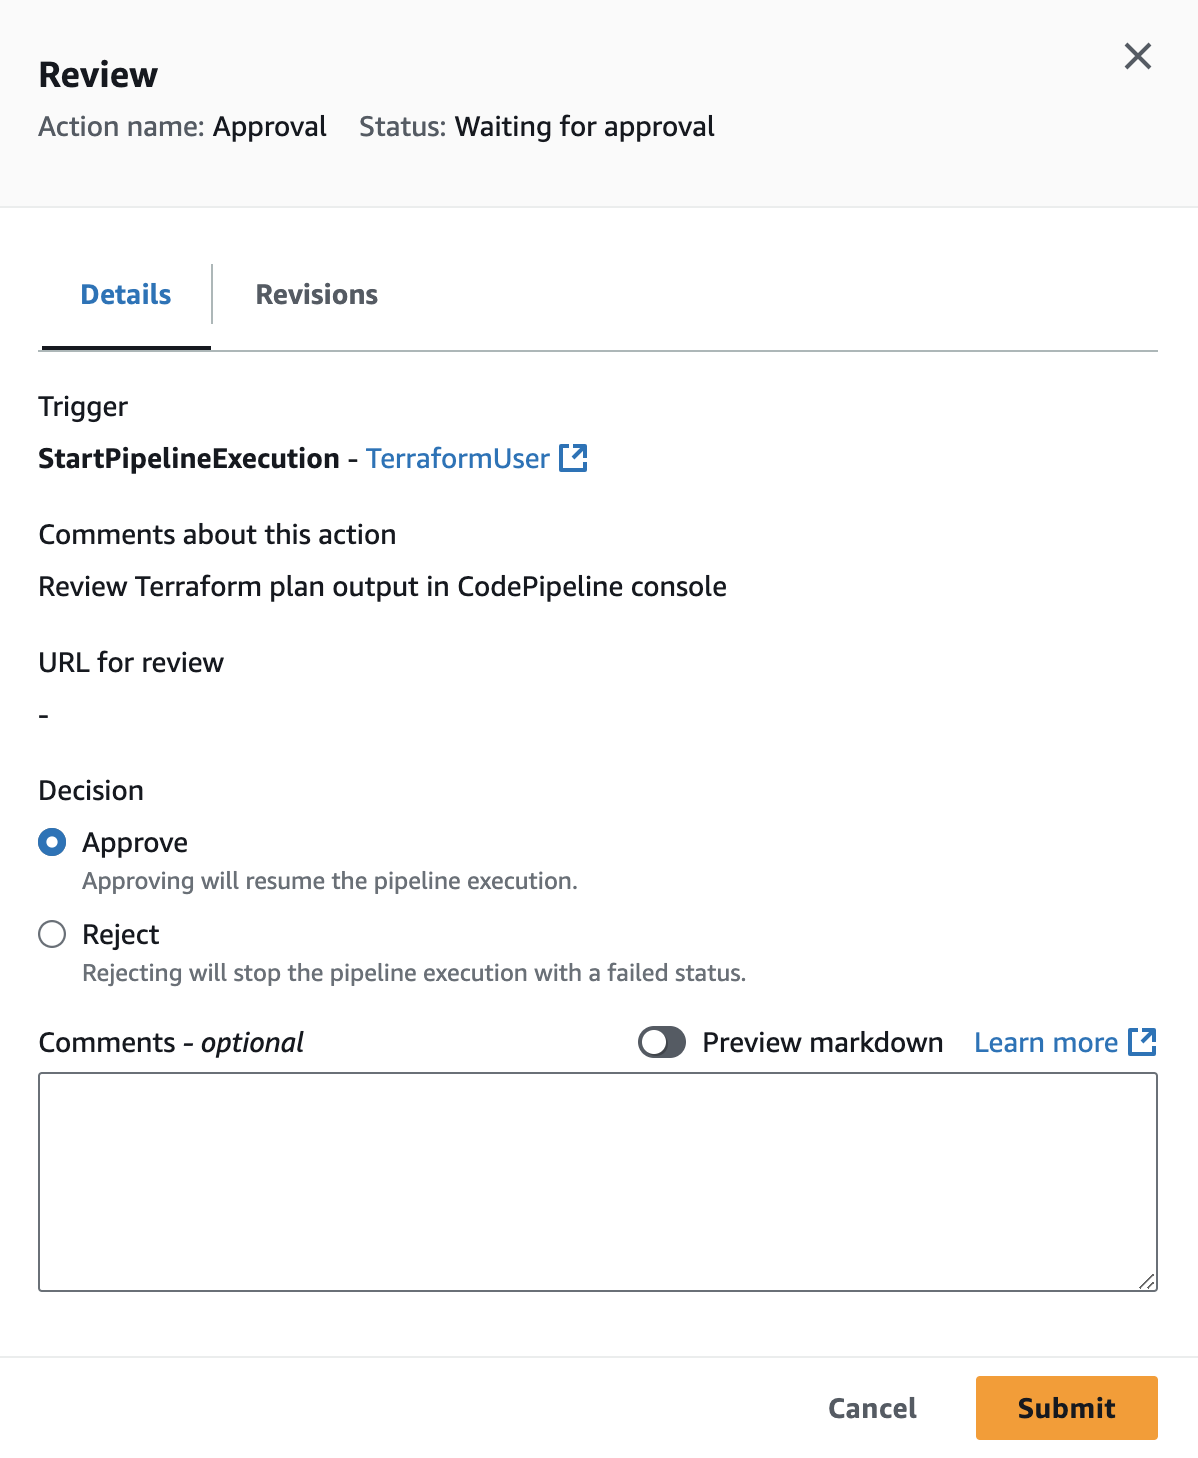 Review
Action name: Approval Status: Waiting for approval
Details Revisions
Trigger
StartPipelineExecution - TerraformUser
Comments about this action
Review Terraform plan output in CodePipeline console
URL for review
-
Decision
Approve
Approving will resume the pipeline execution.
Reject
Rejecting will stop the pipeline execution with a failed status.
Comments - optional Preview markdown Learn more
Cancel Submit